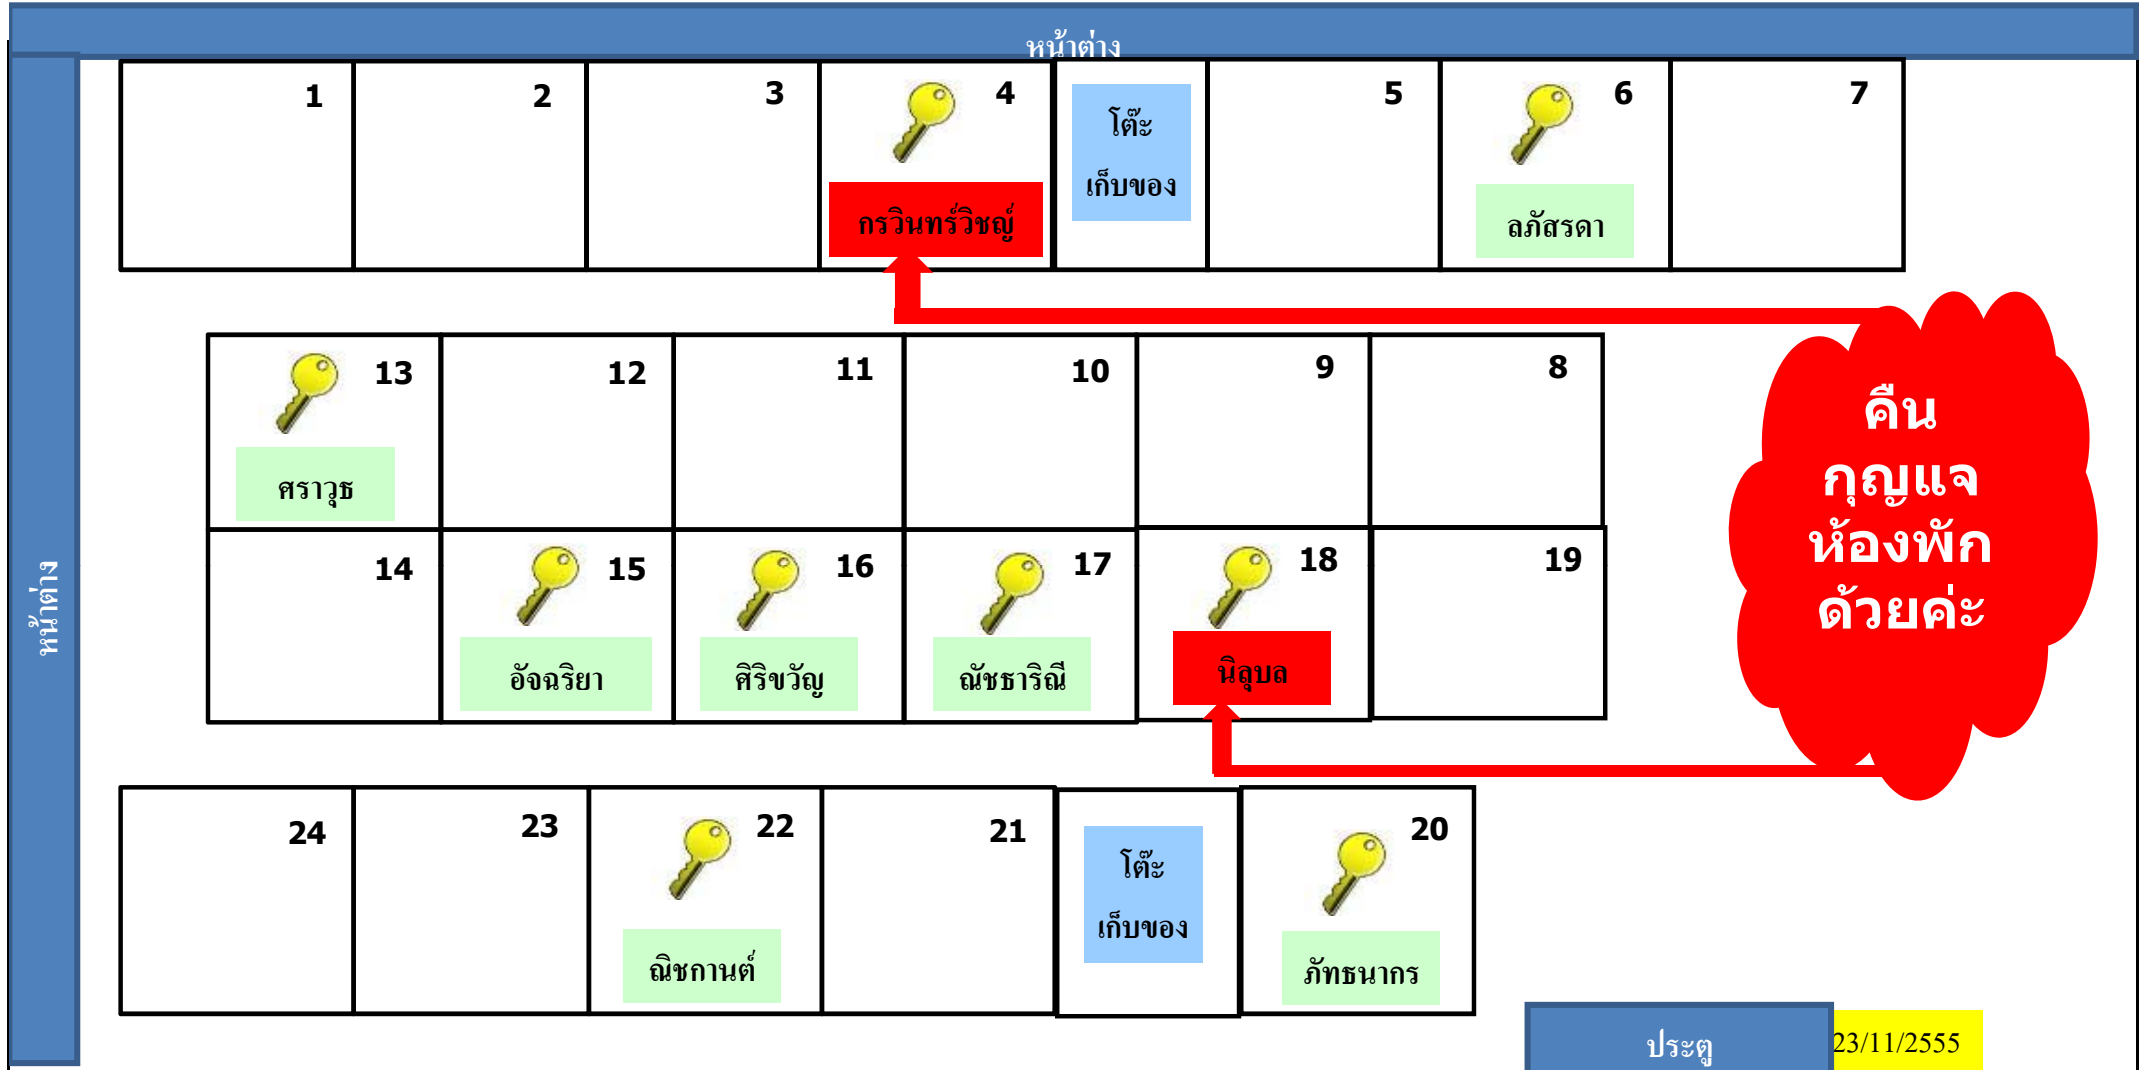 หน้าต่าง
1
2
3
4
5
6
7
โต๊ะ
เก็บของ
กรวินทร์วิชญ์
ลภัสรดา
13
12
11
10
9
8
ศราวุธ
คืน
กุญแจ
ห้องพัก
ด้วยค่ะ
หน้าต่าง
14
15
16
17
18
19
อัจฉริยา
ศิริขวัญ
ณัชธาริณี
นิลุบล
24
23
22
21
20
โต๊ะ
เก็บของ
ณิชกานต์
ภัทธนากร
ประตู
23/11/2555